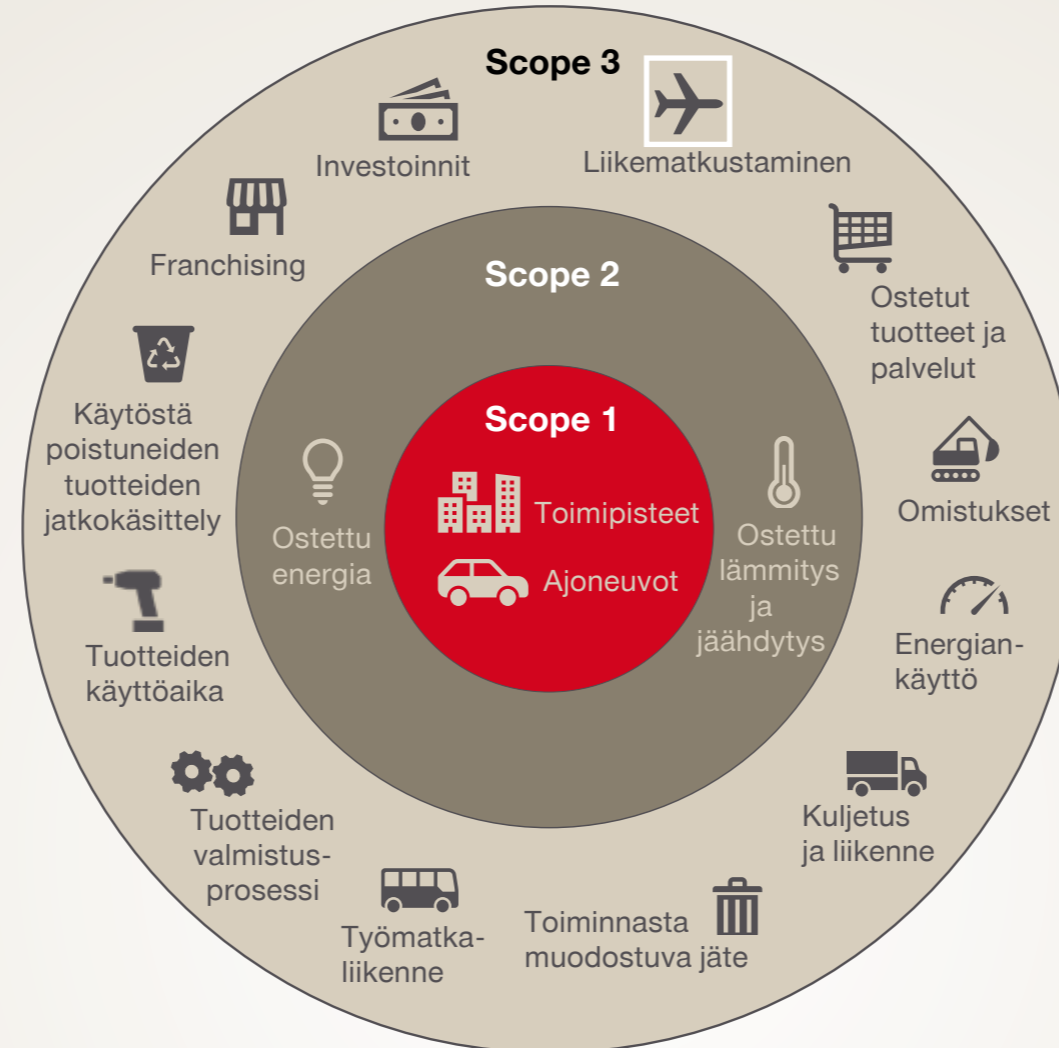 Scope 3
Investoinnit
Liikematkustaminen
Franchising
Ostetut
tuotteet ja
palvelut
Käytöstä
poistuneiden
tuotteiden
jatkokäsittely
Omistukset
Tuotteiden
käyttöaika
Energian-
käyttö
Tuotteiden
valmistus-
prosessi
Kuljetus
ja liikenne
Työmatka-
liikenne
Toiminnasta
muodostuva jäte
Scope 2
Ostettu
energia
Ostettu
lämmitys
ja
jäähdytys
Scope 1
Toimipisteet
Ajoneuvot